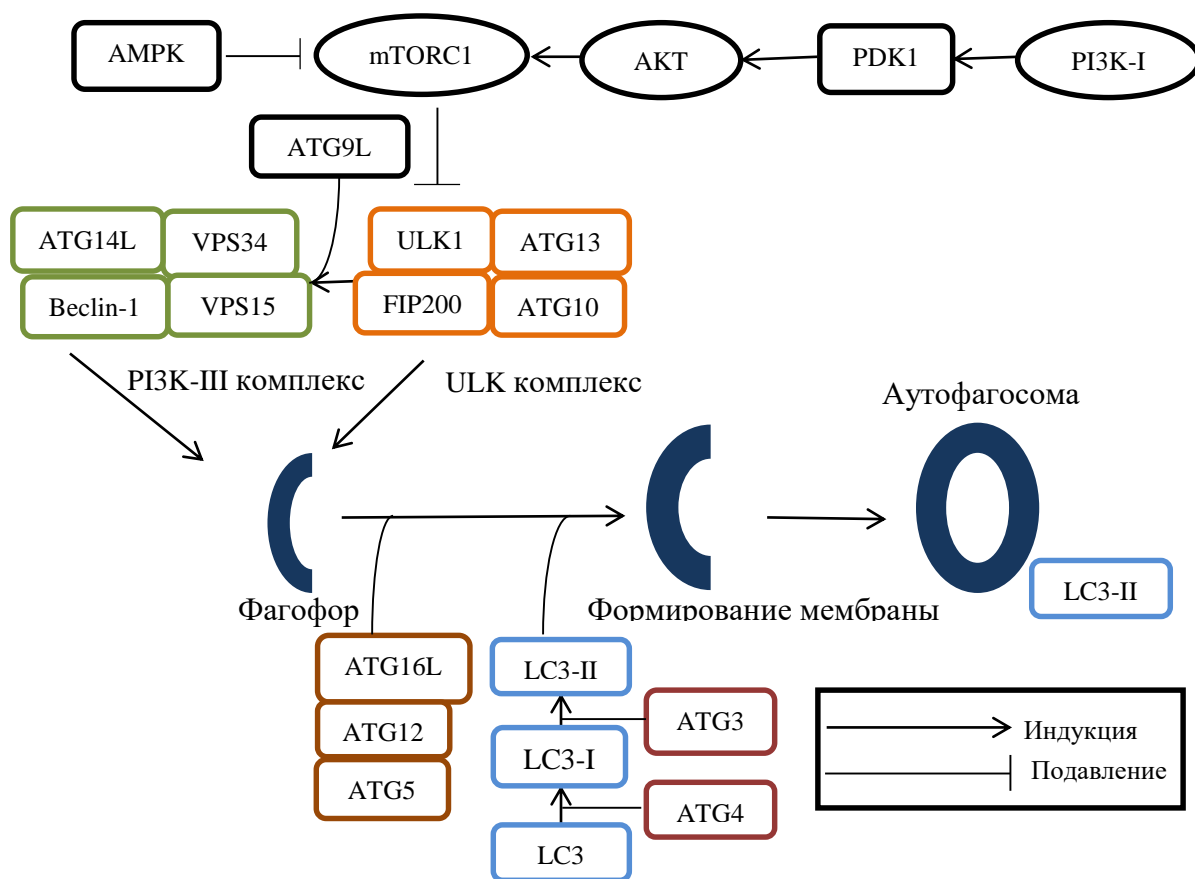 AMPK
mTORC1
AKT
PDK1
PI3K-I
ATG9L
ATG14L
VPS34
ULK1
ATG13
Beclin-1
VPS15
FIP200
ATG10
PI3K-III комплекс
ULK комплекс
Аутофагосома
LC3-II
Фагофор
Формирование мембраны
ATG16L
LC3-II
ATG12
LC3-I
ATG3
ATG5
LC3
ATG4
Индукция
Подавление